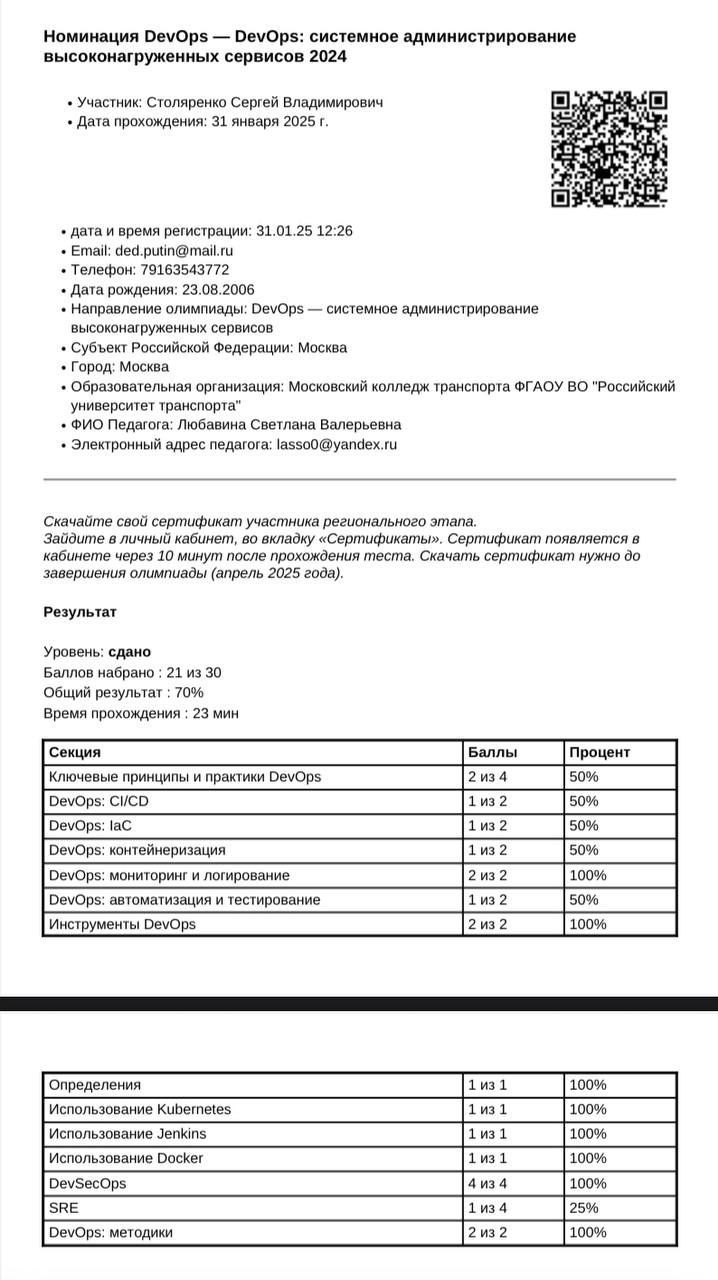 Номинация DevOps — DevOps: системное администрирование
высоконагруженных сервисов 2024
• Участник: Столяренко Сергей Владимирович
• Дата прохождения: 31 января 2025 г.
• дата и время регистрации: 31.01.25 12:26
• Email: ded.putin@mail.ru
• Телефон: 79163543772
• Дата рождения: 23.08.2006
• Направление олимпиады: DevOps — системное администрирование
высоконагруженных сервисов
• Субъект Российской Федерации: Москва
• Город: Москва
• Образовательная организация: Московский колледж транспорта ФГАОУ ВО "Российский
университет транспорта"
• ФИО Педагога: Любавина Светлана Валерьевна
• Электронный адрес педагога: lasso0@yandex.ru
Скачайте свой сертификат участника регионального этапа.
Зайдите в личный кабинет, во вкладку «Сертификаты». Сертификат появляется в
кабинете через 10 минут после прохождения теста. Скачать сертификат нужно до
завершения олимпиады (апрель 2025 года).
Результат
Уровень: сдано
Баллов набрано : 21 из 30
Общий результат : 70%
Время прохождения : 23 мин
Секция Баллы Процент
Ключевые принципы и практики DevOps 2 из 4 50%
DevOps: CI/CD 1 из 2 50%
DevOps: IaC 1 из 2 50%
DevOps: контейнеризация 1 из 2 50%
DevOps: мониторинг и логирование 2 из 2 100%
DevOps: автоматизация и тестирование 1 из 2 50%
Инструменты DevOps 2 из 2 100%
Определения 1 из 1 100%
Использование Kubernetes 1 из 1 100%
Использование Jenkins 1 из 1 100%
Использование Docker 1 из 1 100%
DevSecOps 4 из 4 100%
SRE 1 из 4 25%
DevOps: методики 2 из 2 100%